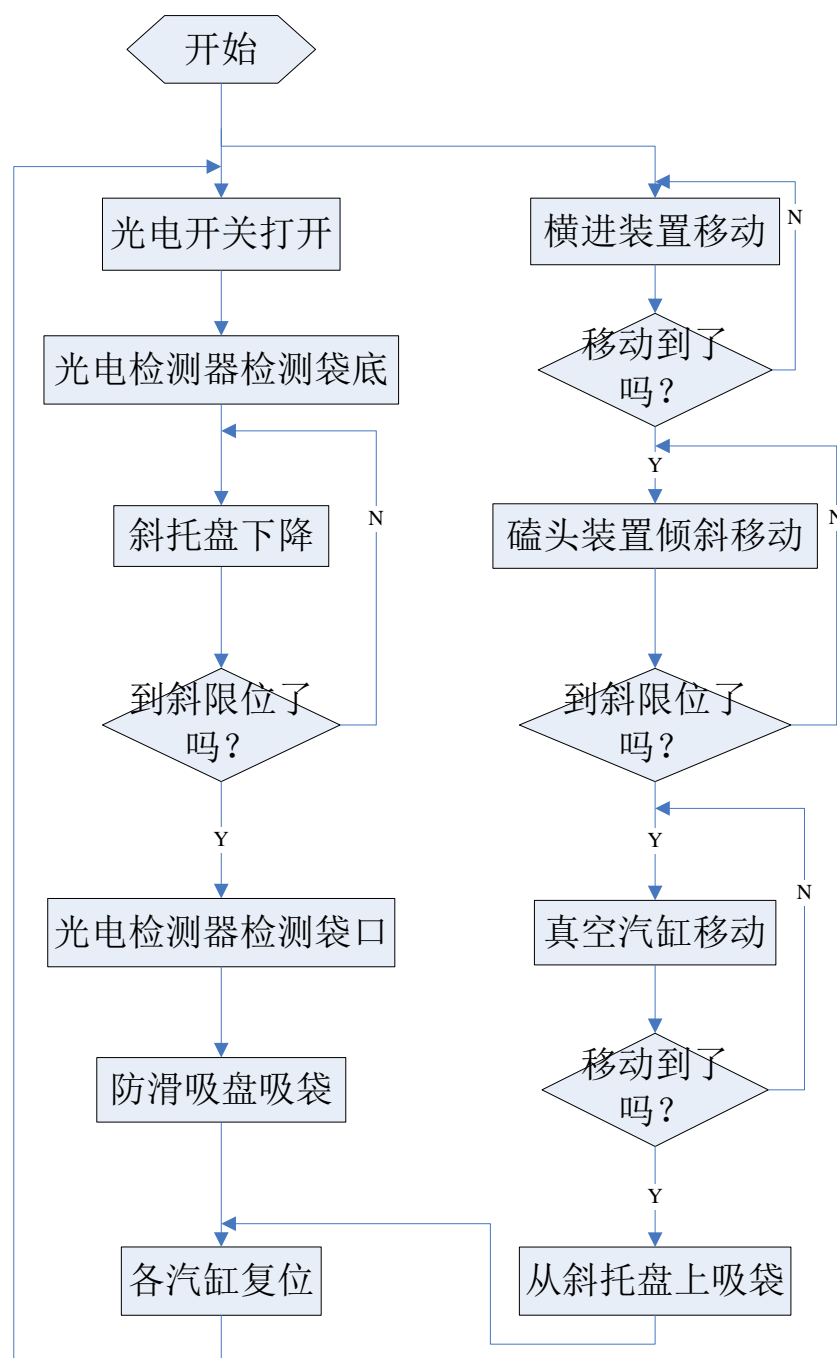 开始
光电开关打开
光电检测器检测袋底
N
斜托盘下降
到斜限位了
吗?
Y
光电检测器检测袋口
防滑吸盘吸袋
各汽缸复位
横进装置移动
N
移动到了
吗?
Y
磕头装置倾斜移动
N
到斜限位了
吗?
Y
真空汽缸移动
N
移动到了
吗?
Y
从斜托盘上吸袋